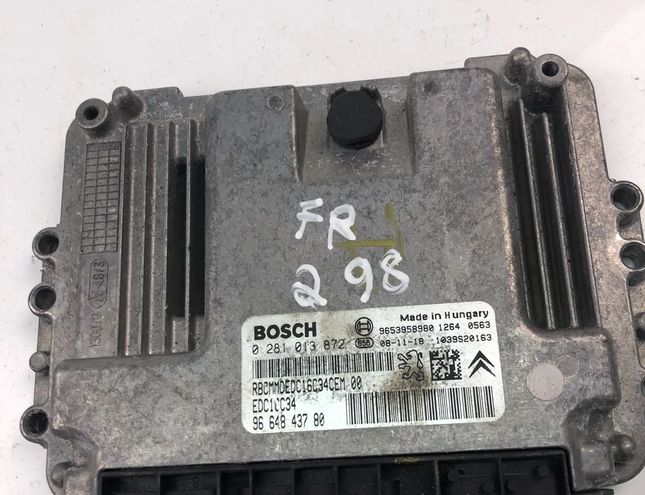 FR
298
BOSCH
Made in Hungary
9653958980 1264 0563
0 281 013 872
656
08-11-18 1039S20163
RBCMMDEDC16C34CEM 00
EDC16C34
96 648 437 80